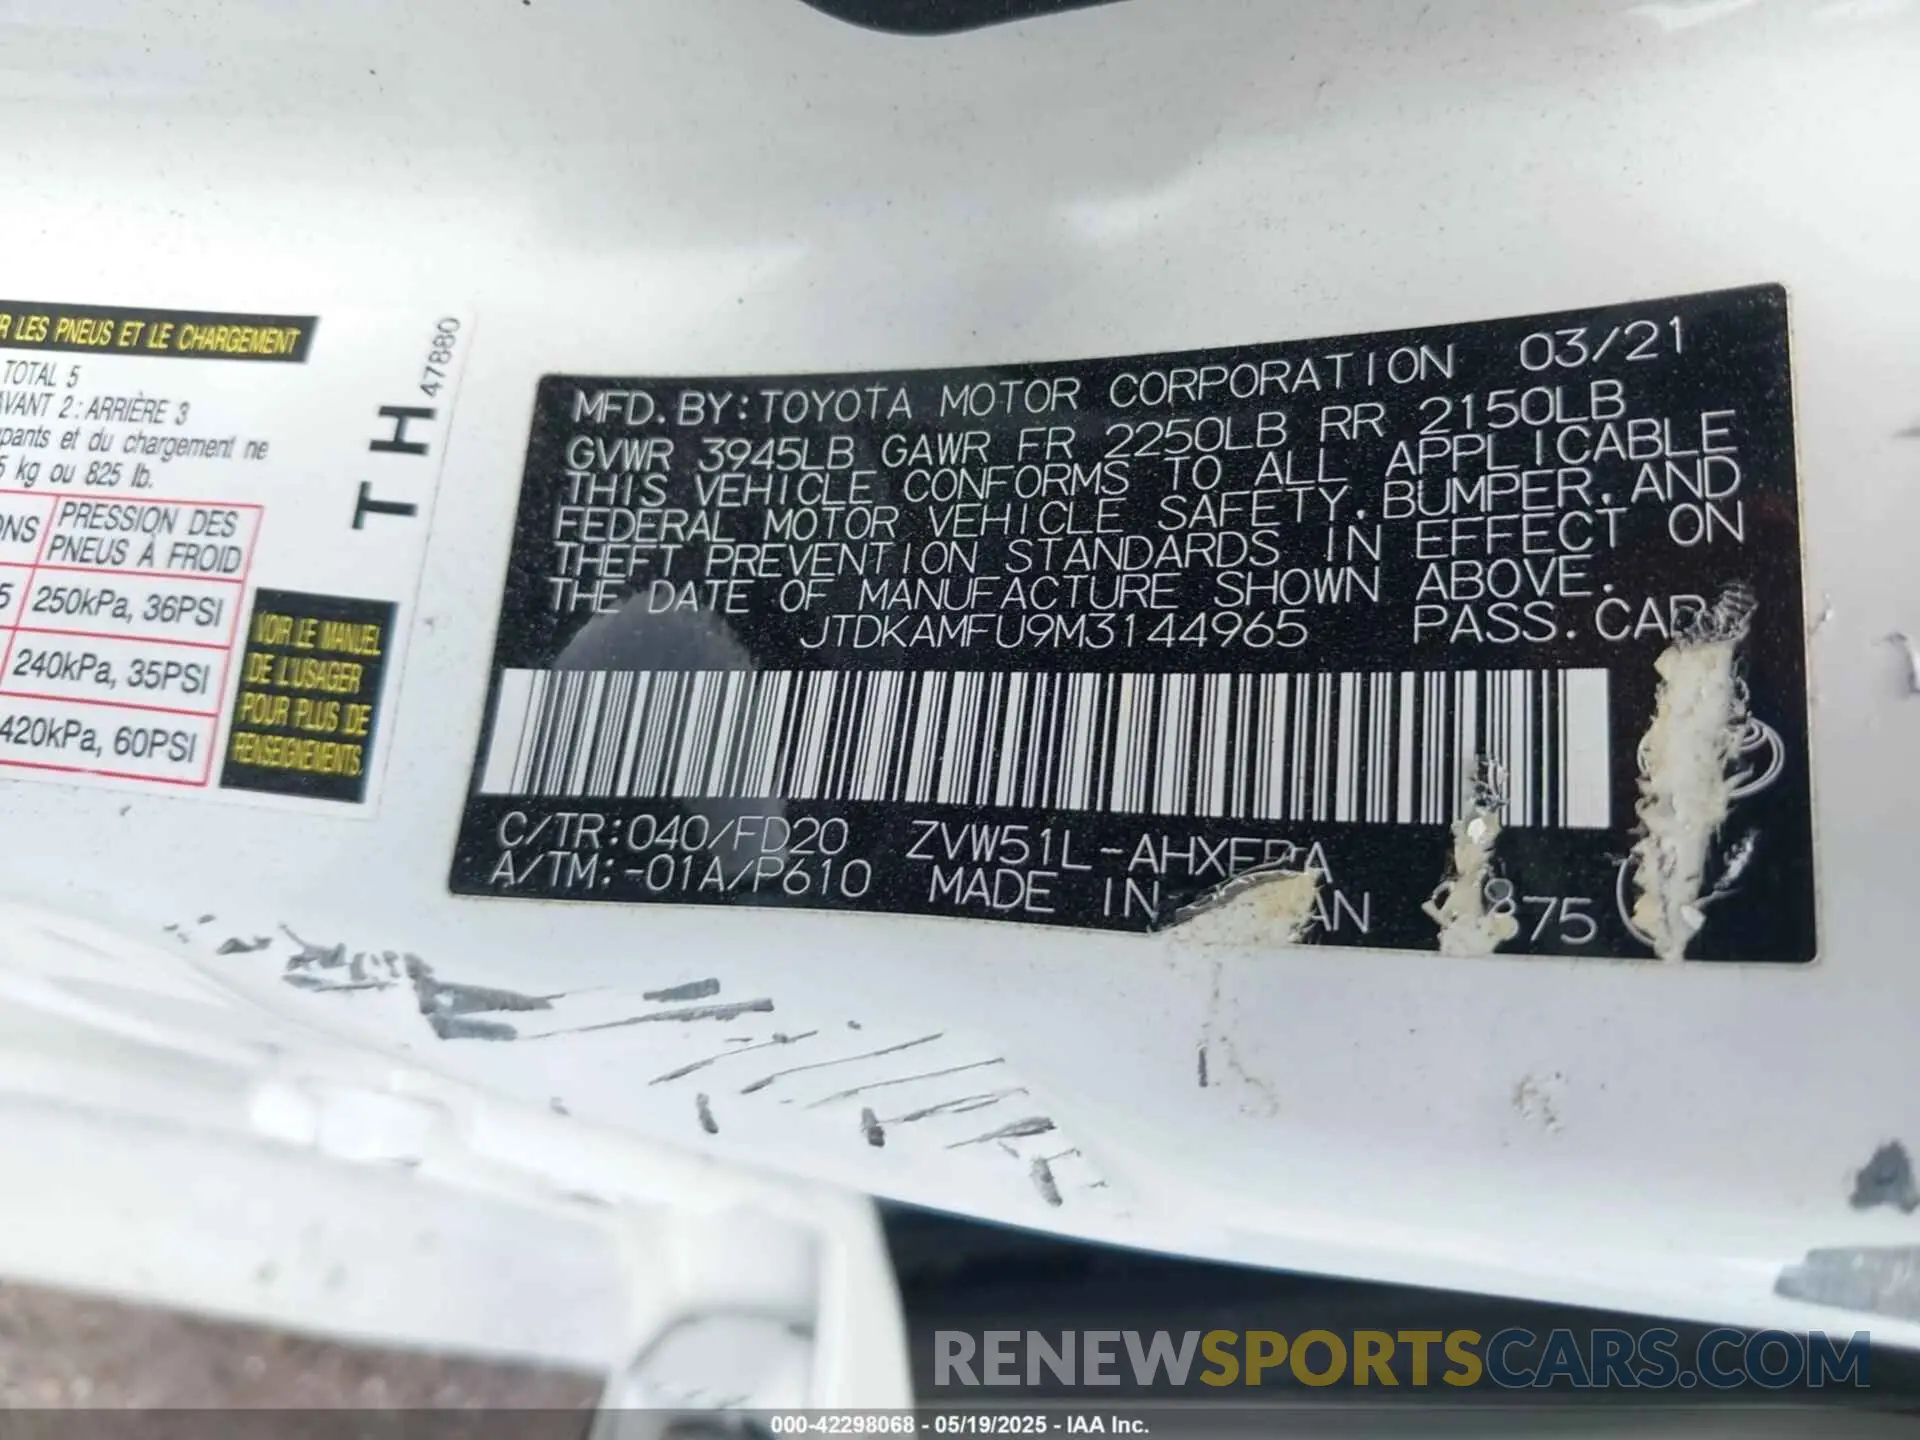 R LES PNEUS ET LE CHARGEMENT
TOTAL 5
AVANT 2 : ARRIÈRE 3
et du chargement ne
kg ou 825 lb.
PRESSION DES
PNEUS À FROID
5 250kPa, 36PSI
240kPa, 35PSI
420kPa, 60PSI
VOIR LE MANUEL
DE L'USAGER
POUR PLUS DE
RENSEIGNEMENTS.
T H
47880
MFD. BY: TOYOTA MOTOR CORPORATION 03/21
GVWR 3945LB GAWR FR 2250LB RR 2150LB
THIS VEHICLE CONFORMS TO ALL APPLICABLE
FEDERAL MOTOR VEHICLE SAFETY, BUMPER, AND
THEFT PREVENTION STANDARDS IN EFFECT ON
THE DATE OF MANUFACTURE SHOWN ABOVE.
JTDKAMFU9M3144965 PASS. CAR
C/TR:040/FD20 ZVW51L-
A/TM:-01A/P610 MADE IN
875
RENEWSPORTSCARS.COM
000-42298068 - 05/19/2025 - IAA Inc.